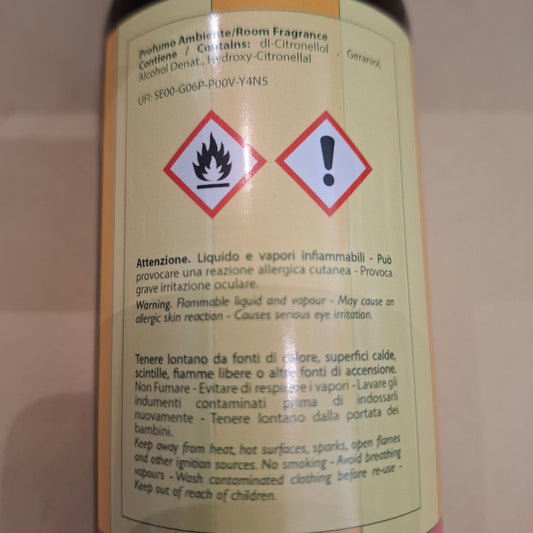 Profumo Ambiente/Room Fragrance
Contiene / Contains: dl-Citronellol , Geraniol,
Alcohol Denat., Hydroxy-Citronellal
UFI: SE00-G06P-P00V-Y4N5
Attenzione. Liquido e vapori infiammabili - Può
provocare una reazione allergica cutanea - Provoca
grave irritazione oculare.
Warning. Flammable liquid and vapour - May cause an
allergic skin reaction - Causes serious eye irritation.
Tenere lontano da fonti di calore, superfici calde,
scintille, fiamme libere o altre fonti di accensione.
Non Fumare - Evitare di respirare i vapori - Lavare gli
indumenti contaminati prima di indossarli
nuovamente - Tenere lontano dalla portata dei
bambini.
Keep away from heat, hot surfaces, sparks, open flames
and other ignition sources. No smoking - Avoid breathing
vapours - Wash contaminated clothing before re-use -
Keep out of reach of children.